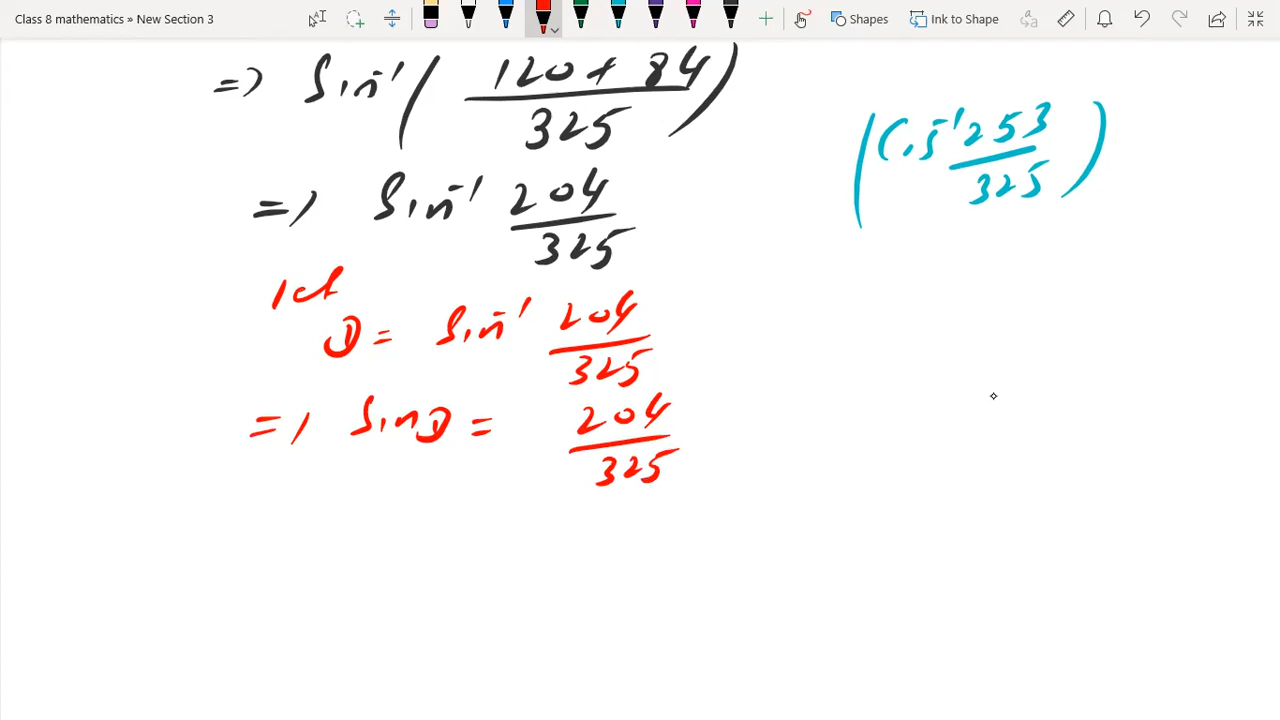 Class 8 mathematics » New Section 3
Shapes
Ink to Shape
=> Sin⁻¹(120 + 84/325)
(Cos⁻¹ 253/325)
=> Sin⁻¹ 204/325
let
θ = Sin⁻¹ 204/325
=> Sinθ = 204/325